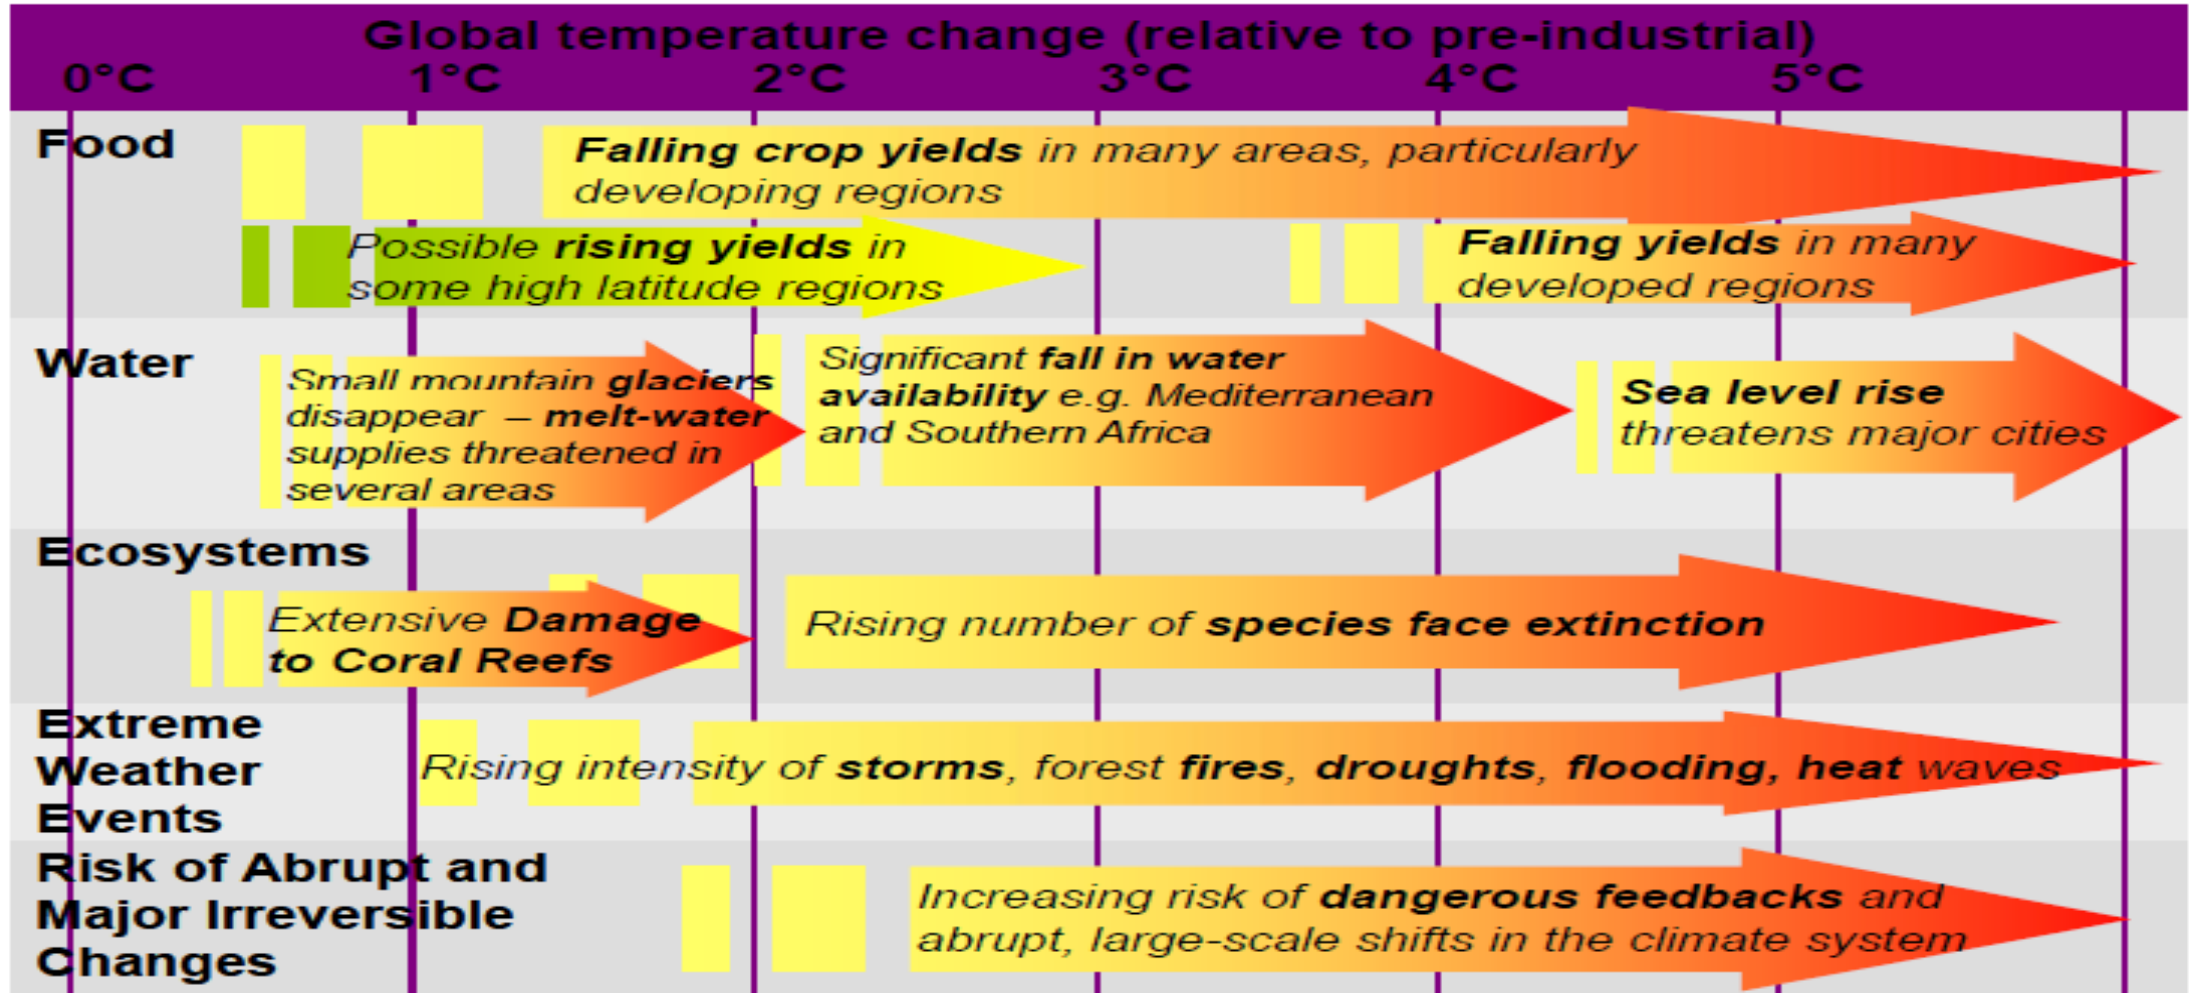 Global temperature change (relative to pre-industrial)
0°C 1°C 2°C 3°C 4°C 5°C
Food
Falling crop yields in many areas, particularly
developing regions
Possible rising yields in
some high latitude regions
Falling yields in many
developed regions
Water
Small mountain glaciers
disappear – melt-water
supplies threatened in
several areas
Significant fall in water
availability e.g. Mediterranean
and Southern Africa
Sea level rise
threatens major cities
Ecosystems
Extensive Damage
to Coral Reefs
Rising number of species face extinction
Extreme
Weather
Events
Rising intensity of storms, forest fires, droughts, flooding, heat waves
Risk of Abrupt and
Major Irreversible
Changes
Increasing risk of dangerous feedbacks and
abrupt, large-scale shifts in the climate system